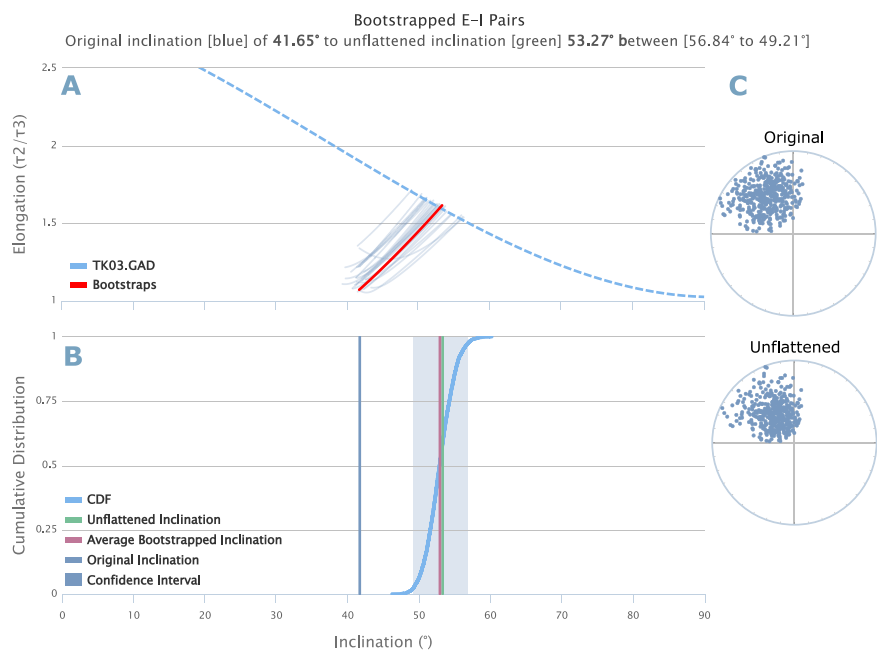 Bootstrapped E-I Pairs
Original inclination [blue] of 41.65° to unflattened inclination [green] 53.27° between [56.84° to 49.21°]
A
C
Elongation (τ2/τ3)
2.5
2
1.5
1
TK03.GAD
Bootstraps
Original
Unflattened
B
Cumulative Distribution
1
0.75
0.5
0.25
0
CDF
Unflattened Inclination
Average Bootstrapped Inclination
Original Inclination
Confidence Interval
0 10 20 30 40 50 60 70 80 90
Inclination (°)